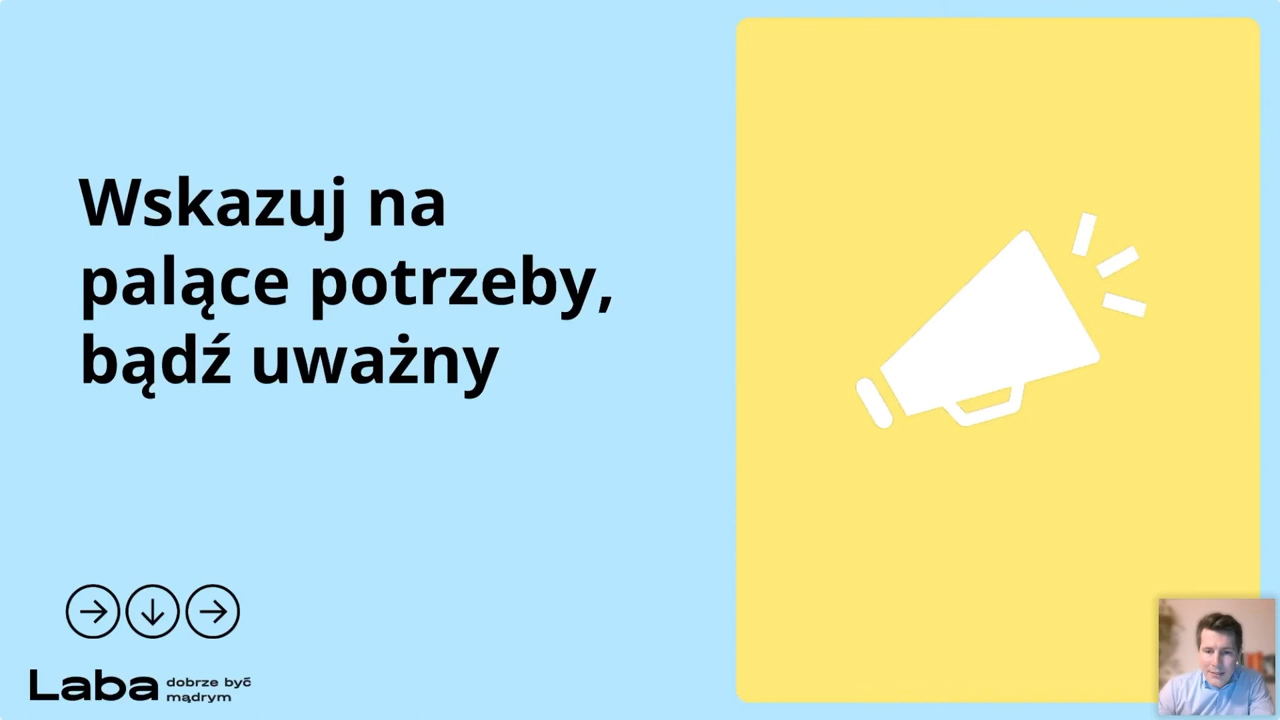 Wskazuj na
palące potrzeby,
bądź uważny
Laba
dobrze być
mądrym